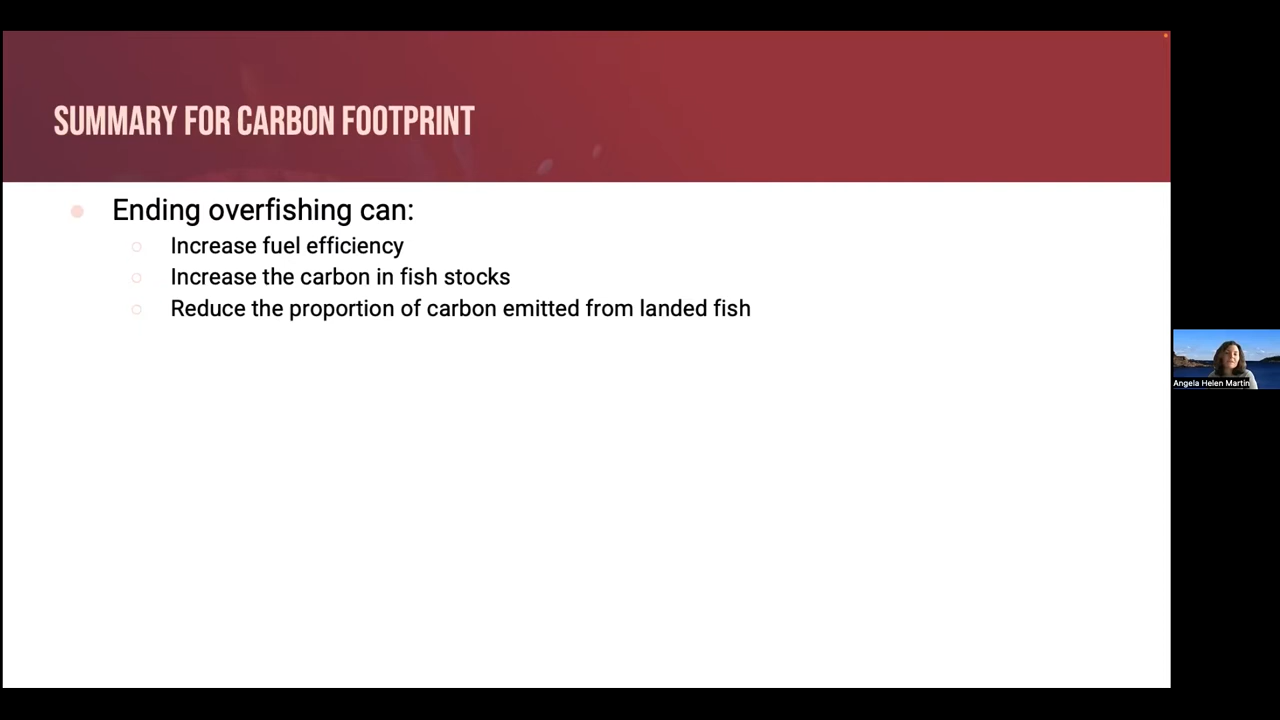 SUMMARY FOR CARBON FOOTPRINT
Ending overfishing can:
Increase fuel efficiency
Increase the carbon in fish stocks
Reduce the proportion of carbon emitted from landed fish
Angela Helen Martin